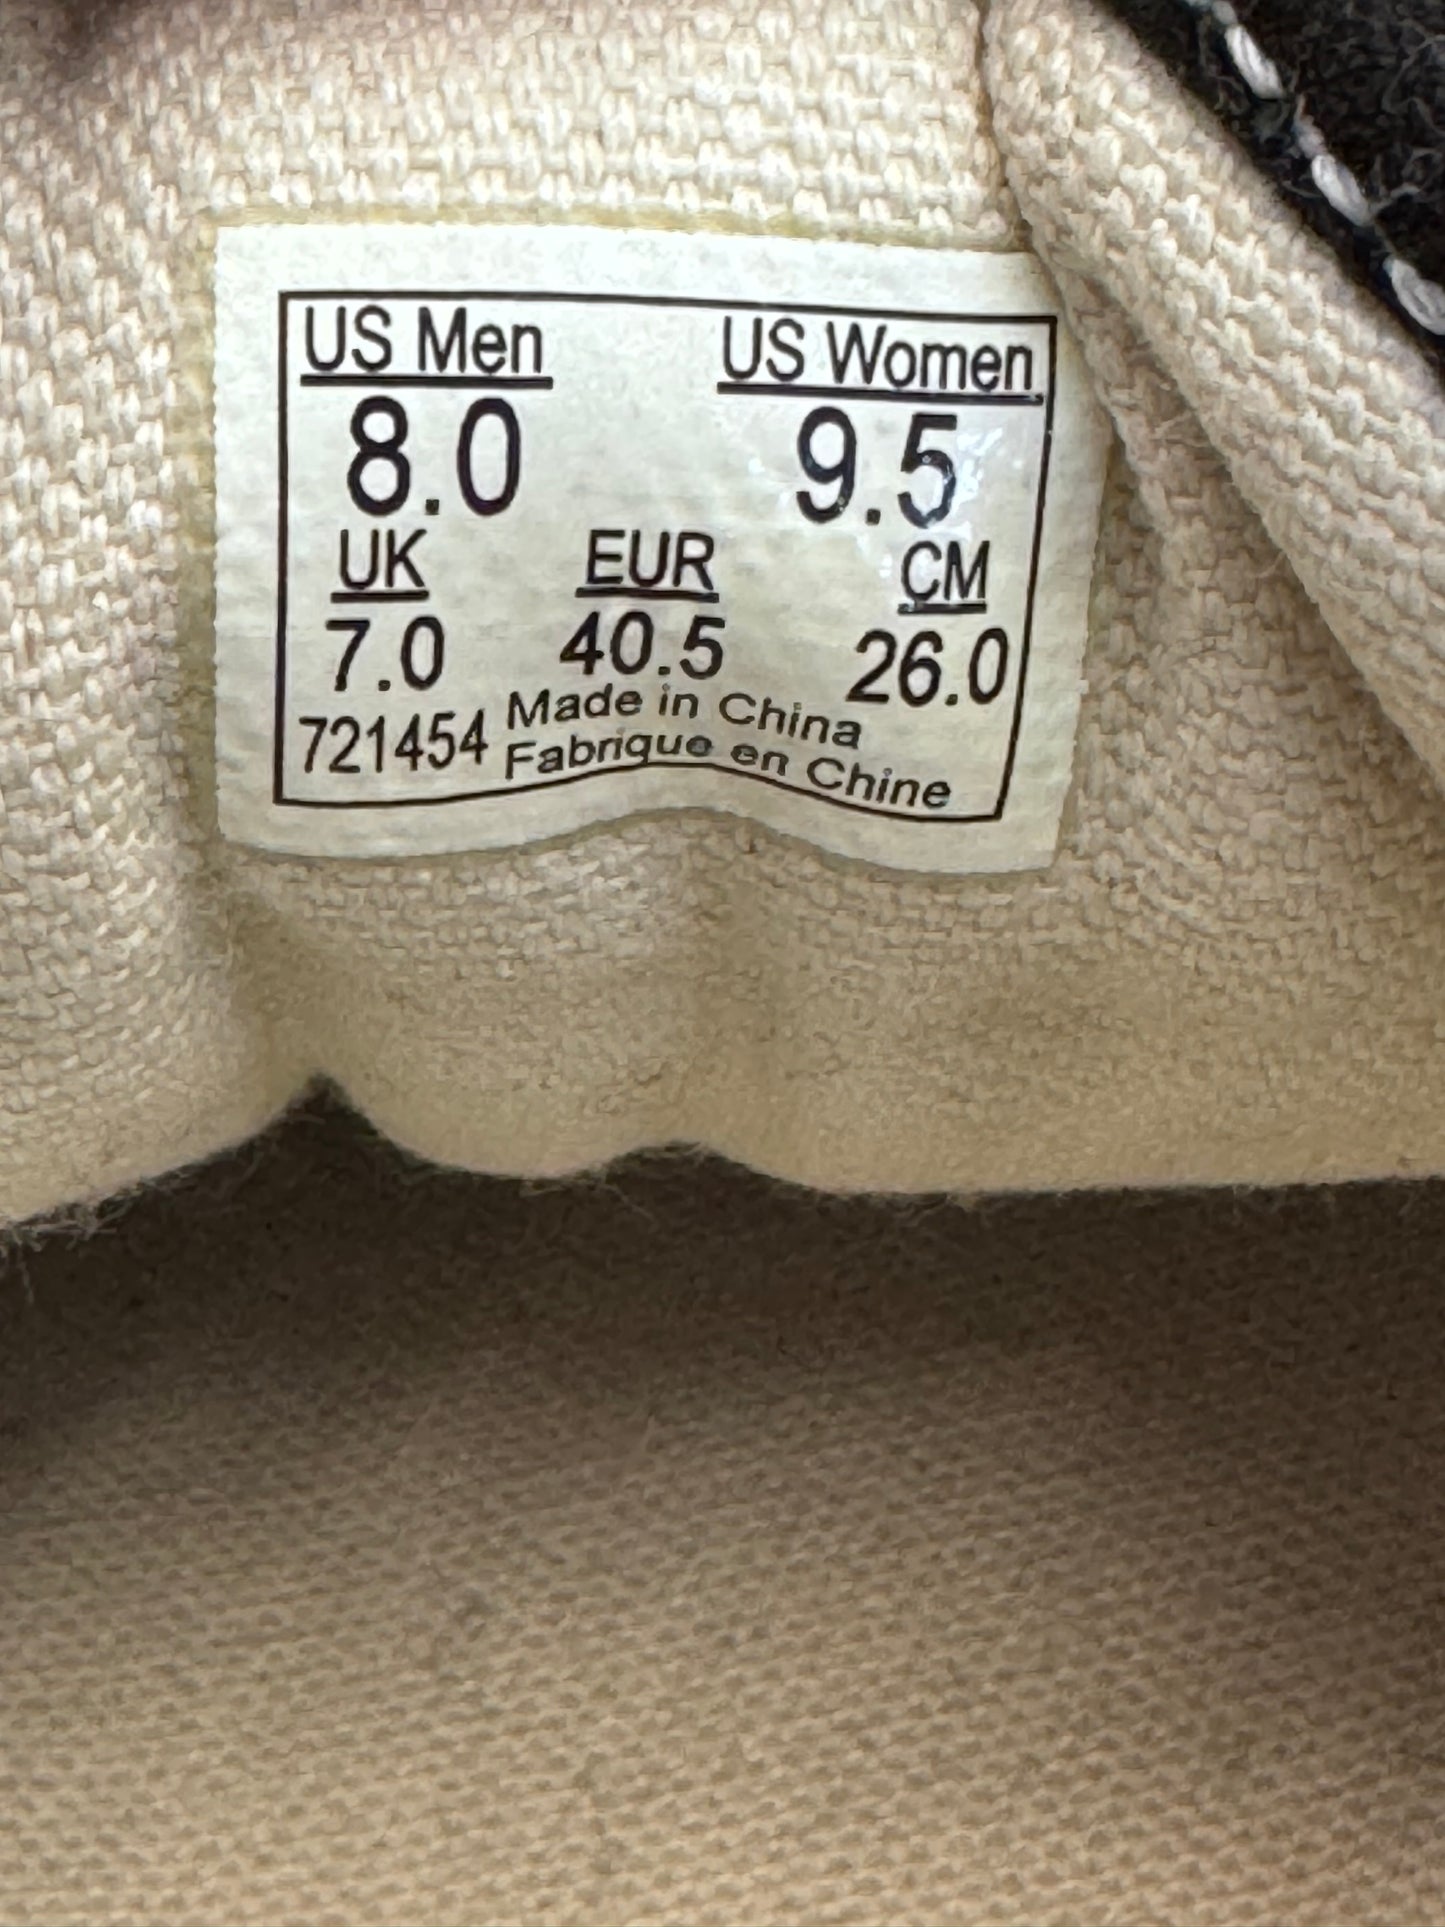 US Men US Women
8.0 9.5
UK EUR CM
7.0 40.5 26.0
721454 Made in China
Fabrique en Chine